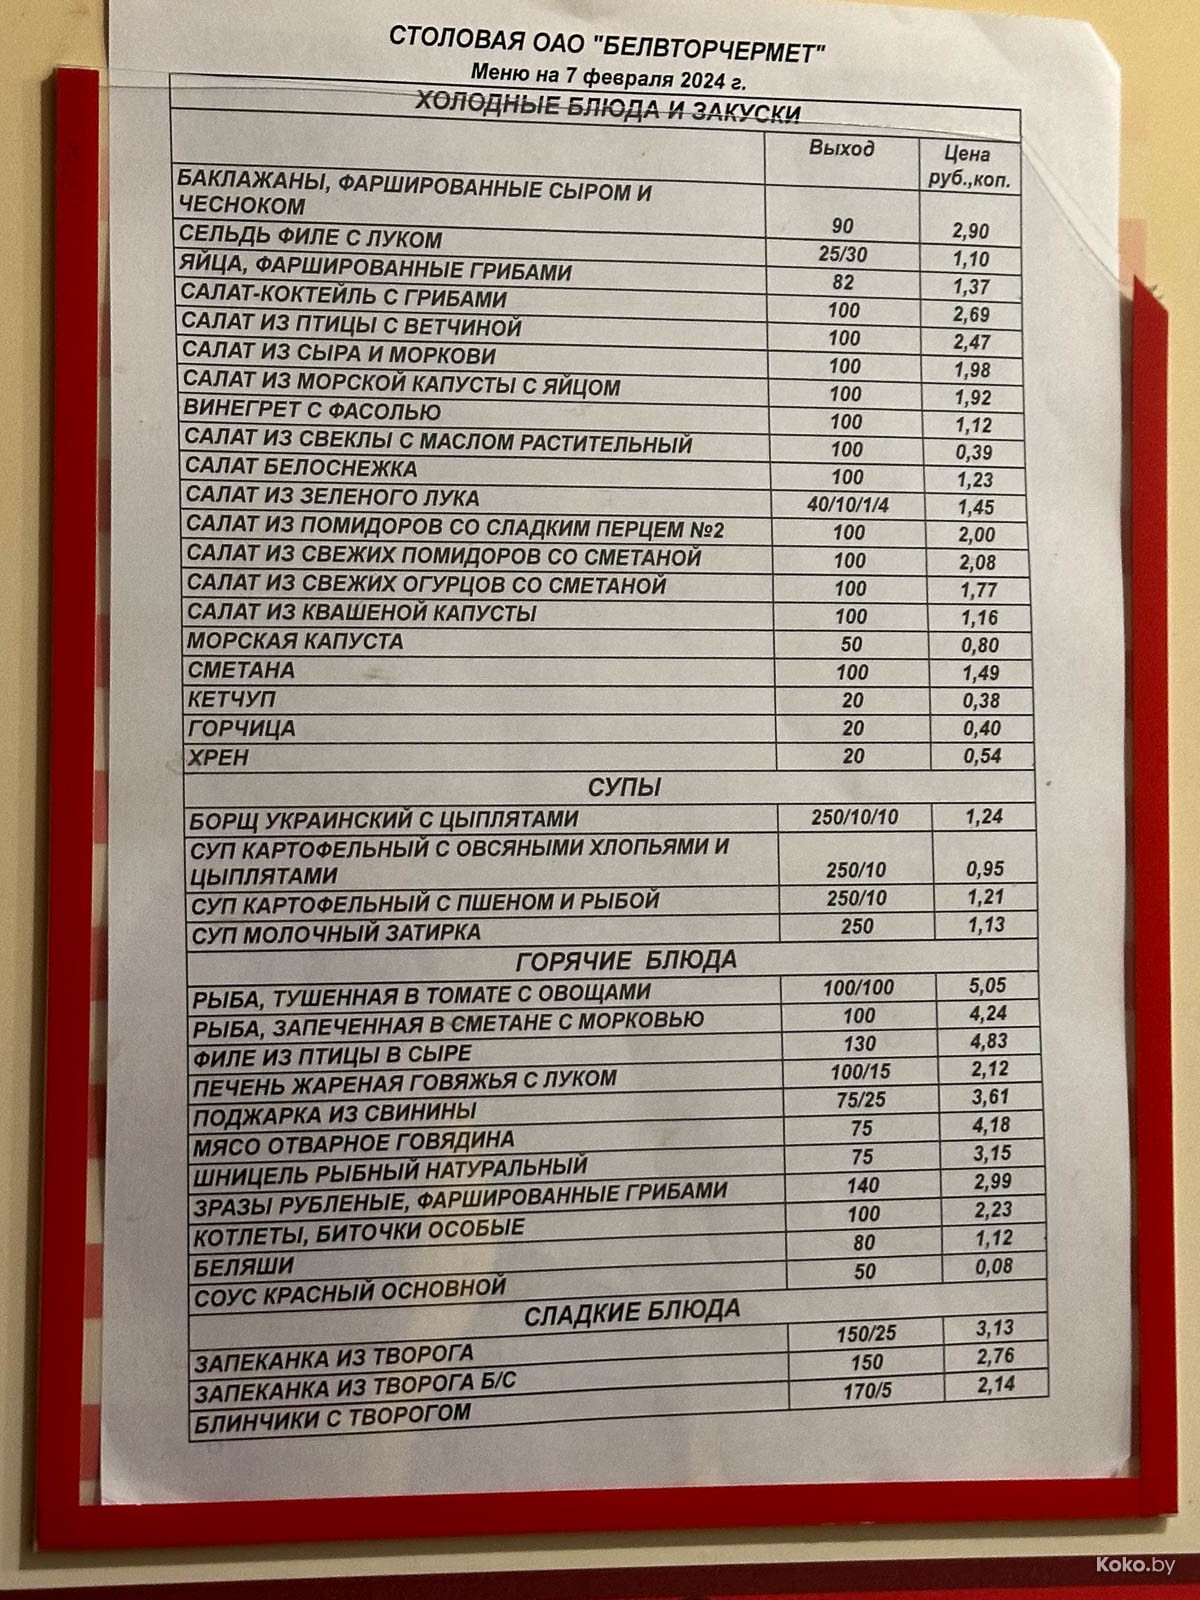 СТОЛОВАЯ ОАО "БЕЛВТОРЧЕРМЕТ"
Меню на 7 февраля 2024 г.
ХОЛОДНЫЕ БЛЮДА И ЗАКУСКИ
Выход Цена
руб.,коп.
БАКЛАЖАНЫ, ФАРШИРОВАННЫЕ СЫРОМ И
ЧЕСНОКОМ 90 2,90
СЕЛЬДЬ ФИЛЕ С ЛУКОМ 25/30 1,10
ЯЙЦА, ФАРШИРОВАННЫЕ ГРИБАМИ 82 1,37
САЛАТ-КОКТЕЙЛЬ С ГРИБАМИ 100 2,69
САЛАТ ИЗ ПТИЦЫ С ВЕТЧИНОЙ 100 2,47
САЛАТ ИЗ СЫРА И МОРКОВИ 100 1,98
САЛАТ ИЗ МОРСКОЙ КАПУСТЫ С ЯЙЦОМ 100 1,92
ВИНЕГРЕТ С ФАСОЛЬЮ 100 1,12
САЛАТ ИЗ СВЕКЛЫ С МАСЛОМ РАСТИТЕЛЬНЫЙ 100 0,39
САЛАТ БЕЛОСНЕЖКА 100 1,23
САЛАТ ИЗ ЗЕЛЕНОГО ЛУКА 40/10/1/4 1,45
САЛАТ ИЗ ПОМИДОРОВ СО СЛАДКИМ ПЕРЦЕМ №2 100 2,00
САЛАТ ИЗ СВЕЖИХ ПОМИДОРОВ СО СМЕТАНОЙ 100 2,08
САЛАТ ИЗ СВЕЖИХ ОГУРЦОВ СО СМЕТАНОЙ 100 1,77
САЛАТ ИЗ КВАШЕНОЙ КАПУСТЫ 100 1,16
МОРСКАЯ КАПУСТА 50 0,80
СМЕТАНА 100 1,49
КЕТЧУП 20 0,38
ГОРЧИЦА 20 0,40
ХРЕН 20 0,54
СУПЫ
БОРЩ УКРАИНСКИЙ С ЦЫПЛЯТАМИ 250/10/10 1,24
СУП КАРТОФЕЛЬНЫЙ С ОВСЯНЫМИ ХЛОПЬЯМИ И
ЦЫПЛЯТАМИ 250/10 0,95
СУП КАРТОФЕЛЬНЫЙ С ПШЕНОМ И РЫБОЙ 250/10 1,21
СУП МОЛОЧНЫЙ ЗАТИРКА 250 1,13
ГОРЯЧИЕ БЛЮДА
РЫБА, ТУШЕННАЯ В ТОМАТЕ С ОВОЩАМИ 100/100 5,05
РЫБА, ЗАПЕЧЕННАЯ В СМЕТАНЕ С МОРКОВЬЮ 100 4,24
ФИЛЕ ИЗ ПТИЦЫ В СЫРЕ 130 4,83
ПЕЧЕНЬ ЖАРЕНАЯ ГОВЯЖЬЯ С ЛУКОМ 100/15 2,12
ПОДЖАРКА ИЗ СВИНИНЫ 75/25 3,61
МЯСО ОТВАРНОЕ ГОВЯДИНА 75 4,18
ШНИЦЕЛЬ РЫБНЫЙ НАТУРАЛЬНЫЙ 75 3,15
ЗРАЗЫ РУБЛЕНЫЕ, ФАРШИРОВАННЫЕ ГРИБАМИ 140 2,99
КОТЛЕТЫ, БИТОЧКИ ОСОБЫЕ 100 2,23
БЕЛЯШИ 80 1,12
СОУС КРАСНЫЙ ОСНОВНОЙ 50 0,08
СЛАДКИЕ БЛЮДА
ЗАПЕКАНКА ИЗ ТВОРОГА 150/25 3,13
ЗАПЕКАНКА ИЗ ТВОРОГА Б/С 150 2,76
БЛИНЧИКИ С ТВОРОГОМ 170/5 2,14
Koko.by